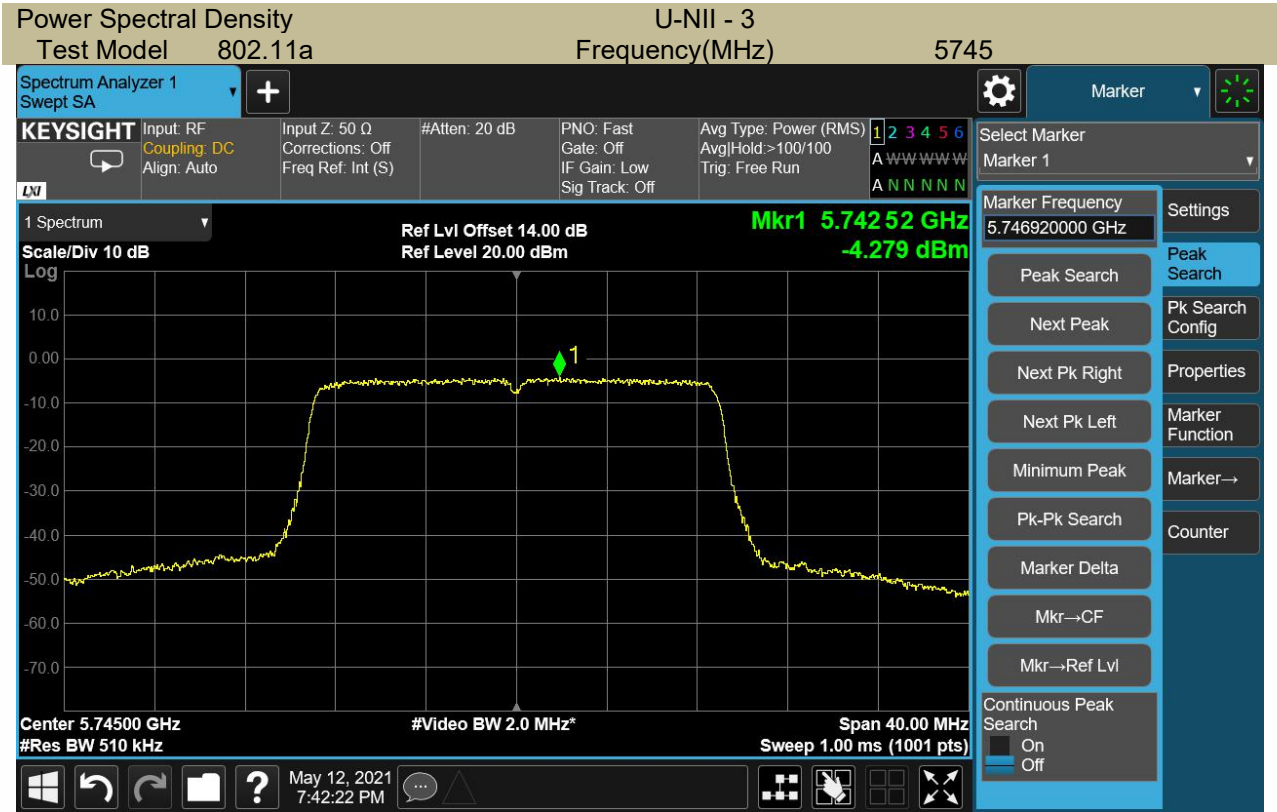 Power Spectral Density U-NII - 3
Test Model 802.11a Frequency(MHz) 5745
Spectrum Analyzer 1
Swept SA
+
Marker
KEYSIGHT
LXI
Input: RF
Coupling: DC
Align: Auto
Input Z: 50 Ω
Corrections: Off
Freq Ref: Int (S)
#Atten: 20 dB
PNO: Fast
Gate: Off
IF Gain: Low
Sig Track: Off
Avg Type: Power (RMS)
Avg|Hold:>100/100
Trig: Free Run
1 2 3 4 5 6
A W W W W W
A N N N N N
Select Marker
Marker 1
1 Spectrum
Scale/Div 10 dB
Log
Ref Lvl Offset 14.00 dB
Ref Level 20.00 dBm
Mkr1 5.742 52 GHz
-4.279 dBm
10.0
0.00
-10.0
-20.0
-30.0
-40.0
-50.0
-60.0
-70.0
1
Center 5.74500 GHz
#Res BW 510 kHz
#Video BW 2.0 MHz*
Span 40.00 MHz
Sweep 1.00 ms (1001 pts)
Marker Frequency
5.746920000 GHz
Peak Search
Next Peak
Next Pk Right
Next Pk Left
Minimum Peak
Pk-Pk Search
Marker Delta
Mkr→CF
Mkr→Ref Lvl
Continuous Peak
Search
On
Off
Settings
Peak
Search
Pk Search
Config
Properties
Marker
Function
Marker→
Counter
?
May 12, 2021
7:42:22 PM